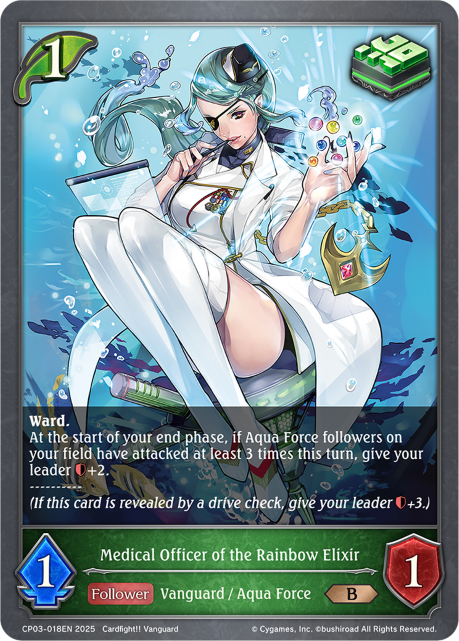 1
Ward.
At the start of your end phase, if Aqua Force followers on
your field have attacked at least 3 times this turn, give your
leader +2.
----------
(If this card is revealed by a drive check, give your leader +3.)
Medical Officer of the Rainbow Elixir
1
Follower Vanguard / Aqua Force B
1
CP03-018EN 2025 Cardfight!! Vanguard © Cygames, Inc. ©bushiroad All Rights Reserved.